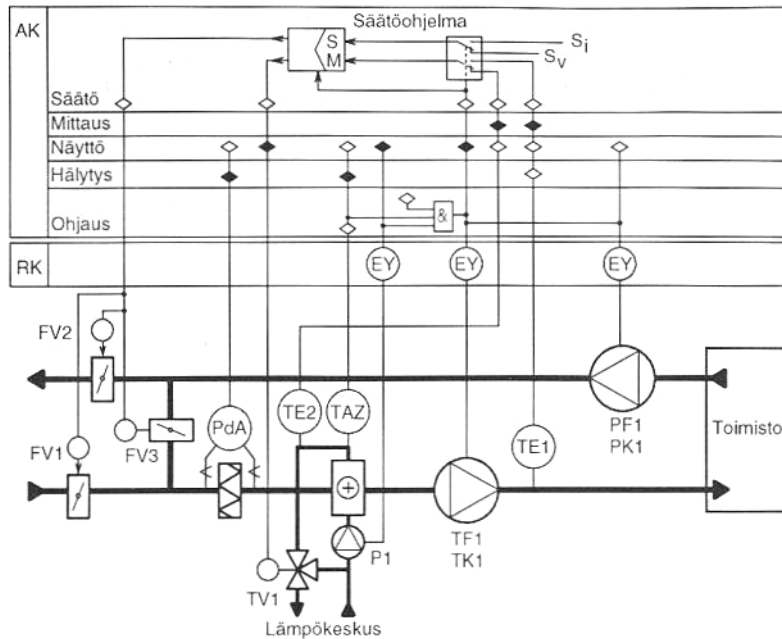 AK
Säätöohjelma
S
M
Si
Sv
Säätö
Mittaus
Näyttö
Hälytys
Ohjaus
&
RK
EY
EY
EY
FV2
FV1
FV3
PdA
TE2
TAZ
TE1
PF1
PK1
Toimisto
TF1
TK1
P1
TV1
Lämpökeskus